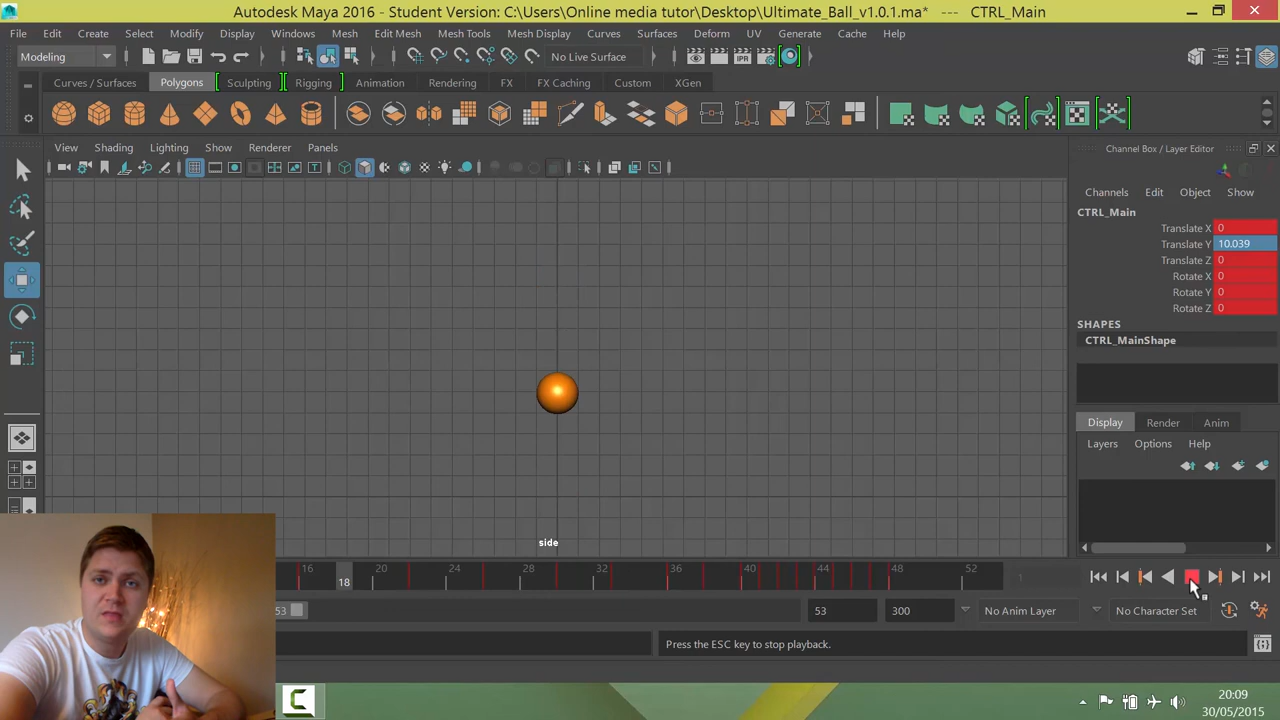 Autodesk Maya 2016 - Student Version: C:\Users\Online media tutor\Desktop\Ultimate_Ball_v1.0.1.ma* --- CTRL_Main
File Edit Create Select Modify Display Windows Mesh Edit Mesh Mesh Tools Mesh Display Curves Surfaces Deform UV Generate Cache Help
Modeling No Live Surface
Curves / Surfaces Polygons Sculpting Rigging Animation Rendering FX FX Caching Custom XGen
View Shading Lighting Show Renderer Panels
Channel Box / Layer Editor
Channels Edit Object Show
CTRL_Main
Translate X 0
Translate Y 10.039
Translate Z 0
Rotate X 0
Rotate Y 0
Rotate Z 0
SHAPES
CTRL_MainShape
Display Render Anim
Layers Options Help
side
16 18 20 24 28 32 36 40 44 48 52 1
53 53 300 No Anim Layer No Character Set
Press the ESC key to stop playback.
20:09
30/05/2015